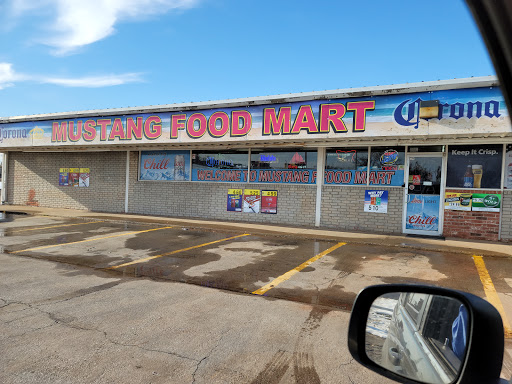 Corona
MUSTANG FOOD MART
Corona
Chill
WELCOME TO MUSTANG FOOD MART
Keep It Crisp.
Chill